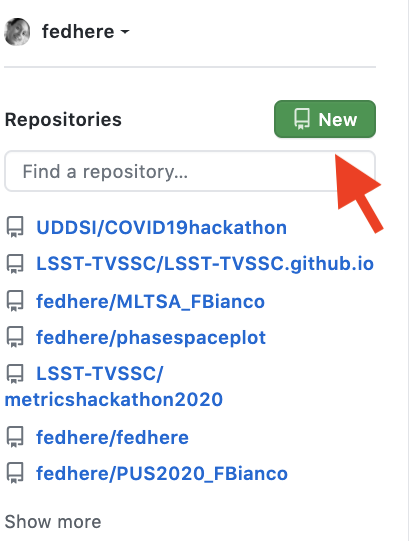 fedhere
Repositories
New
Find a repository...
UDDSI/COVID19hackathon
LSST-TVSSC/LSST-TVSSC.github.io
fedhere/MLTSA_FBianco
fedhere/phasespaceplot
LSST-TVSSC/
metricshackathon2020
fedhere/fedhere
fedhere/PUS2020_FBianco
Show more